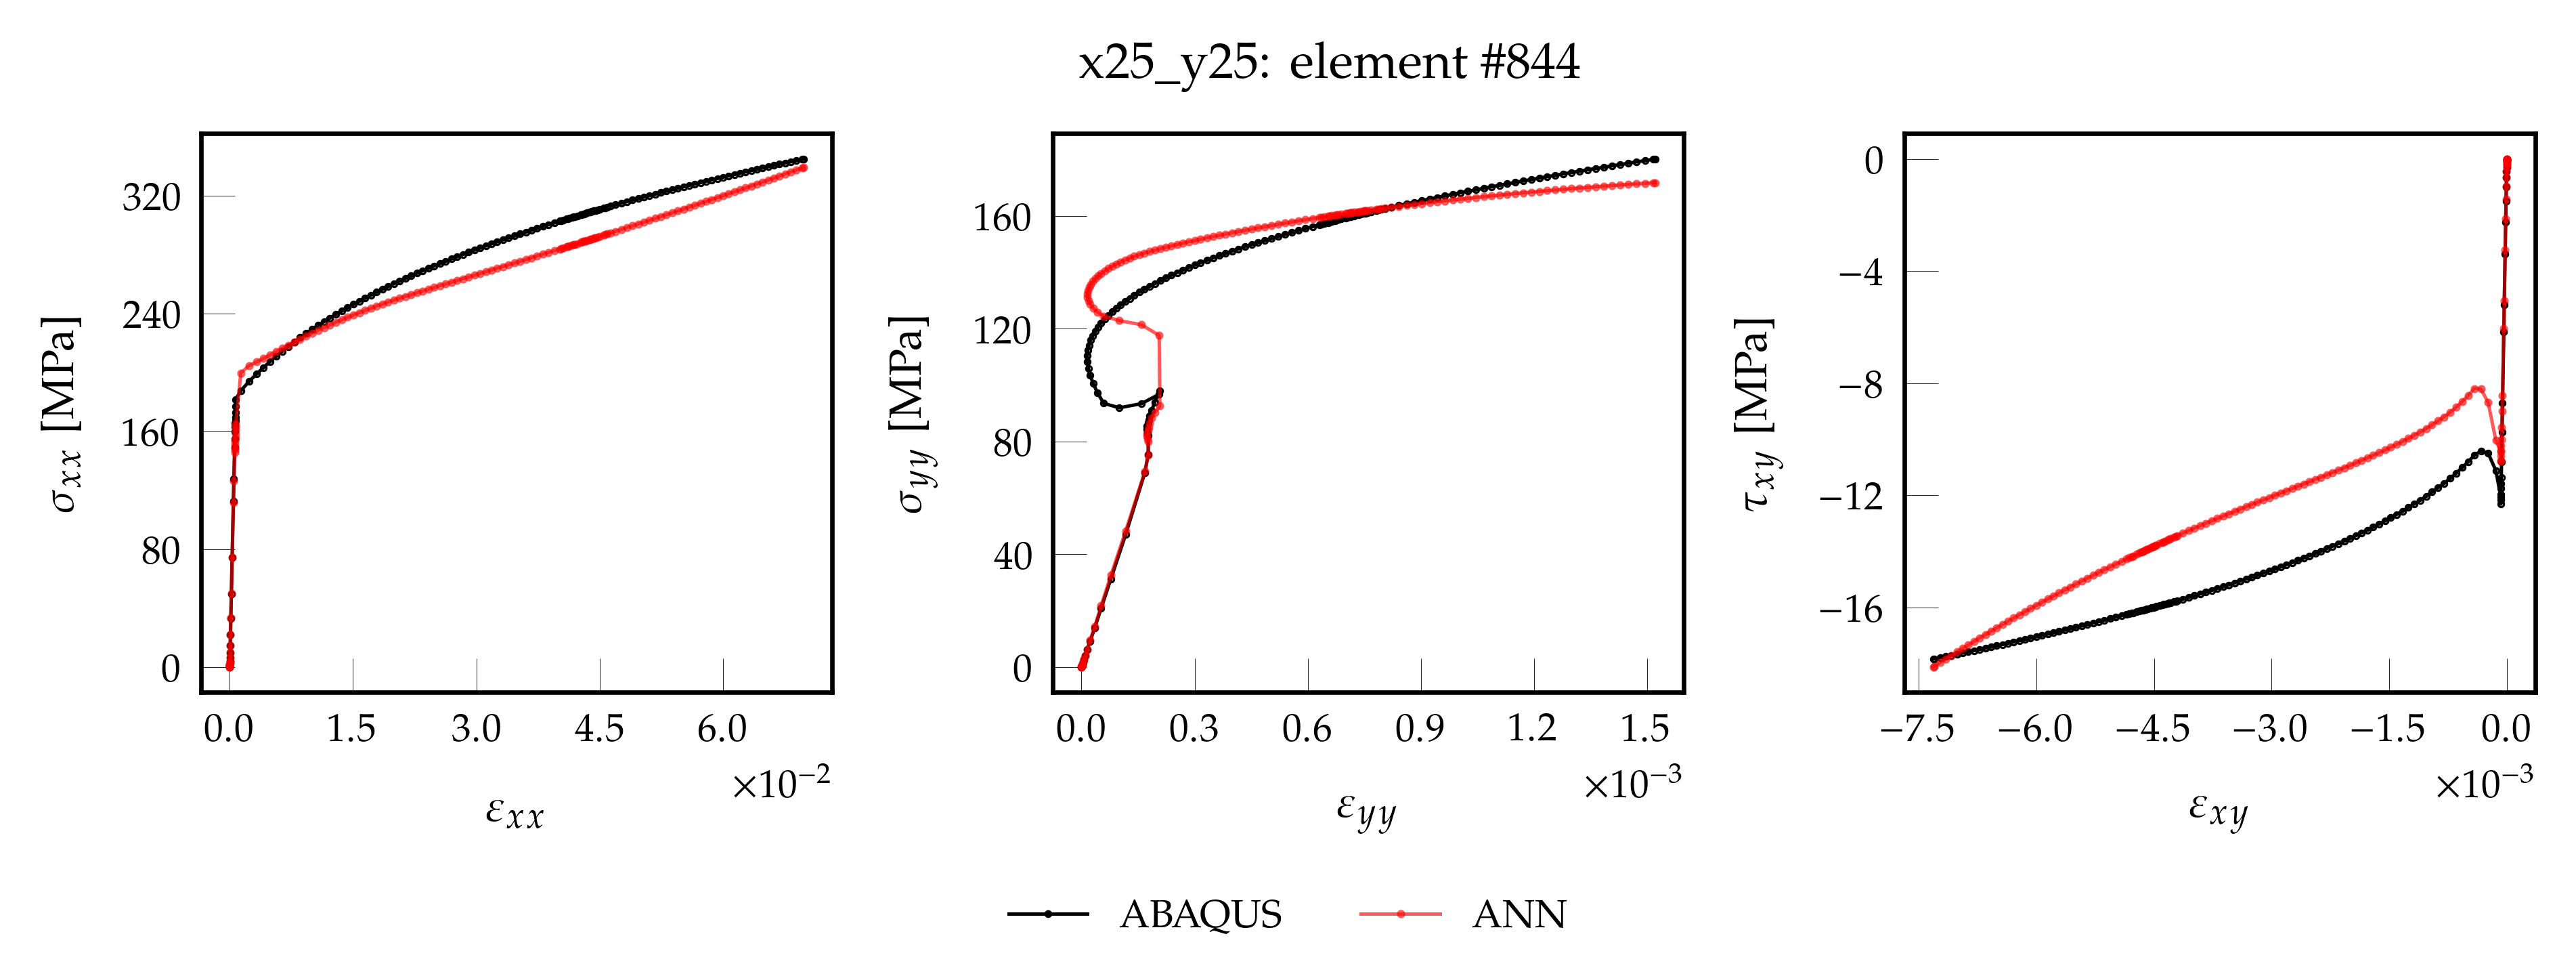 x25_y25: element #844
σxx [MPa]
320
240
160
80
0
0.0 1.5 3.0 4.5 6.0
×10−2
εxx
σyy [MPa]
160
120
80
40
0
0.0 0.3 0.6 0.9 1.2 1.5
×10−3
εyy
τxy [MPa]
0
−4
−8
−12
−16
−7.5 −6.0 −4.5 −3.0 −1.5 0.0
×10−3
εxy
ABAQUS ANN